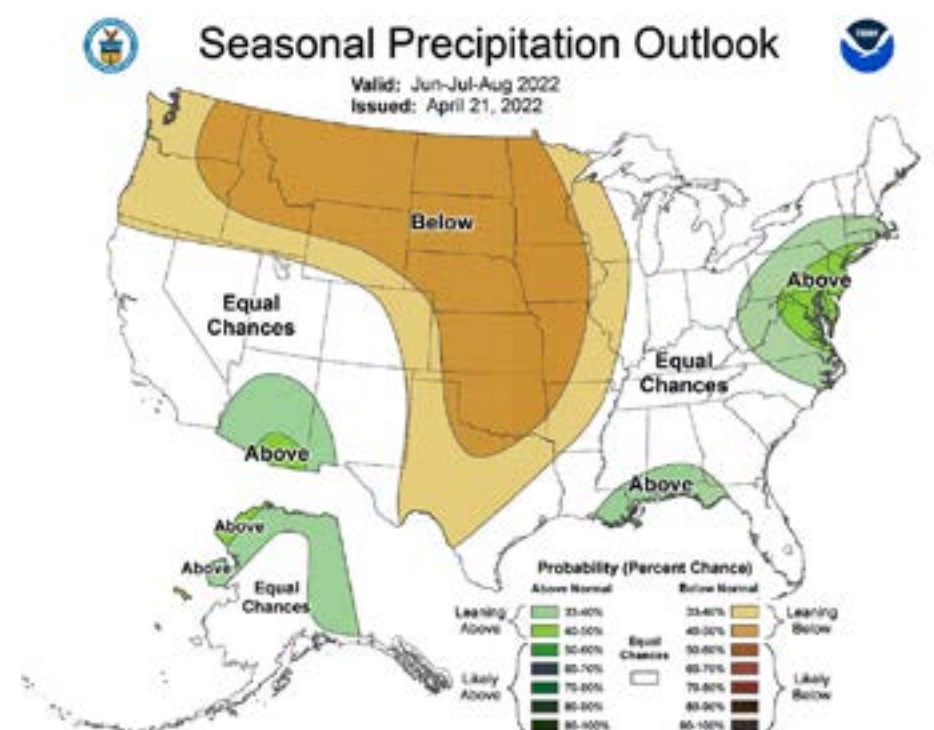 Seasonal Precipitation Outlook
Valid: Jun-Jul-Aug 2022
Issued: April 21, 2022
Below
Equal
Chances
Above
Equal
Chances
Above
Above
Above
Above
Equal
Chances
Probability (Percent Chance)
Above Normal
Below Normal
Leaning
Above
33-40%
40-50%
Likely
Above
50-60%
60-70%
70-80%
80-90%
90-100%
Equal
Chances
33-40%
40-50%
Leaning
Below
50-60%
60-70%
70-80%
80-90%
90-100%
Likely
Below